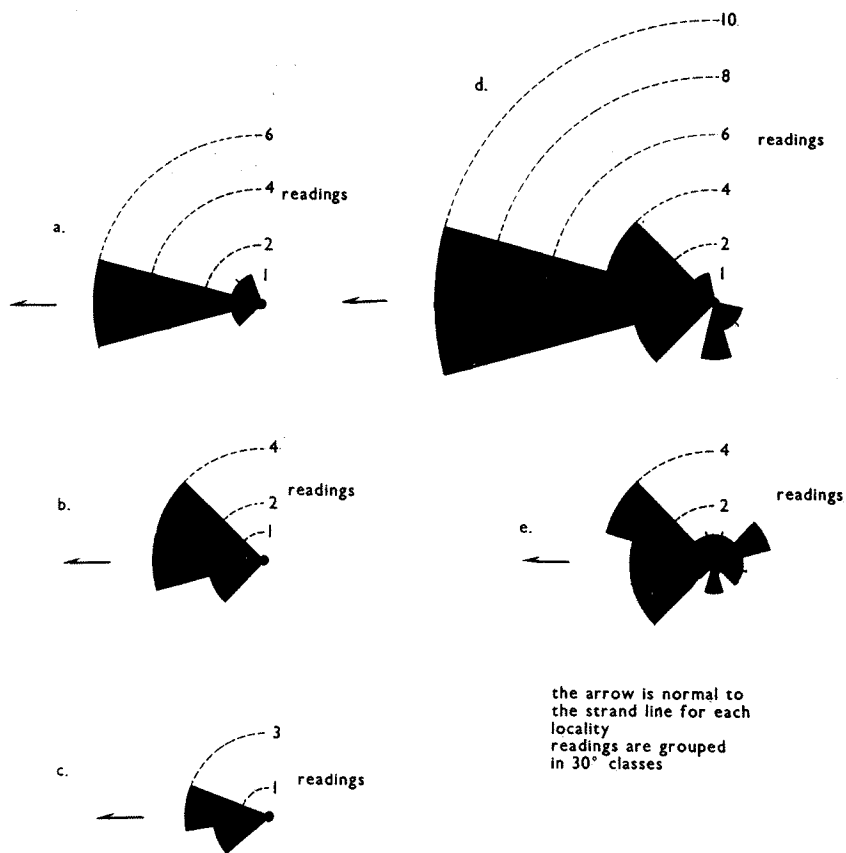 a.
6
4 readings
2
1
d.
10
8
6 readings
4
2
1
b.
4
readings
2
1
e.
4
readings
2
c.
3
readings
1
the arrow is normal to
the strand line for each
locality
readings are grouped
in 30° classes